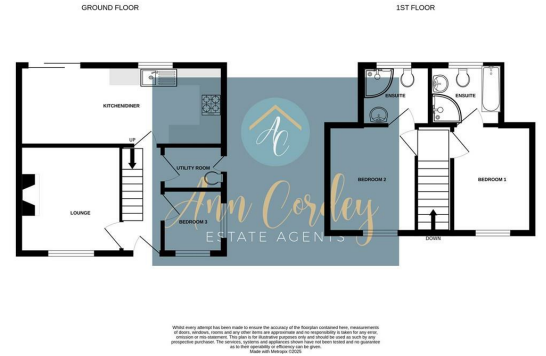 GROUND FLOOR
1ST FLOOR
KITCHEN/DINER
UP
UTILITY ROOM
LOUNGE
BEDROOM 3
ENSUITE
ENSUITE
BEDROOM 2
BEDROOM 1
DOWN
AC
Ann Cordey
ESTATE AGENTS
Whilst every attempt has been made to ensure the accuracy of the floorplan contained here, measurements
of doors, windows, rooms and any other items are approximate and no responsibility is taken for any error,
omission or mis-statement. This plan is for illustrative purposes only and should be used as such by any
prospective purchaser. The services, systems and appliances shown have not been tested and no guarantee
as to their operability or efficiency can be given.
Made with Metropix ©2025